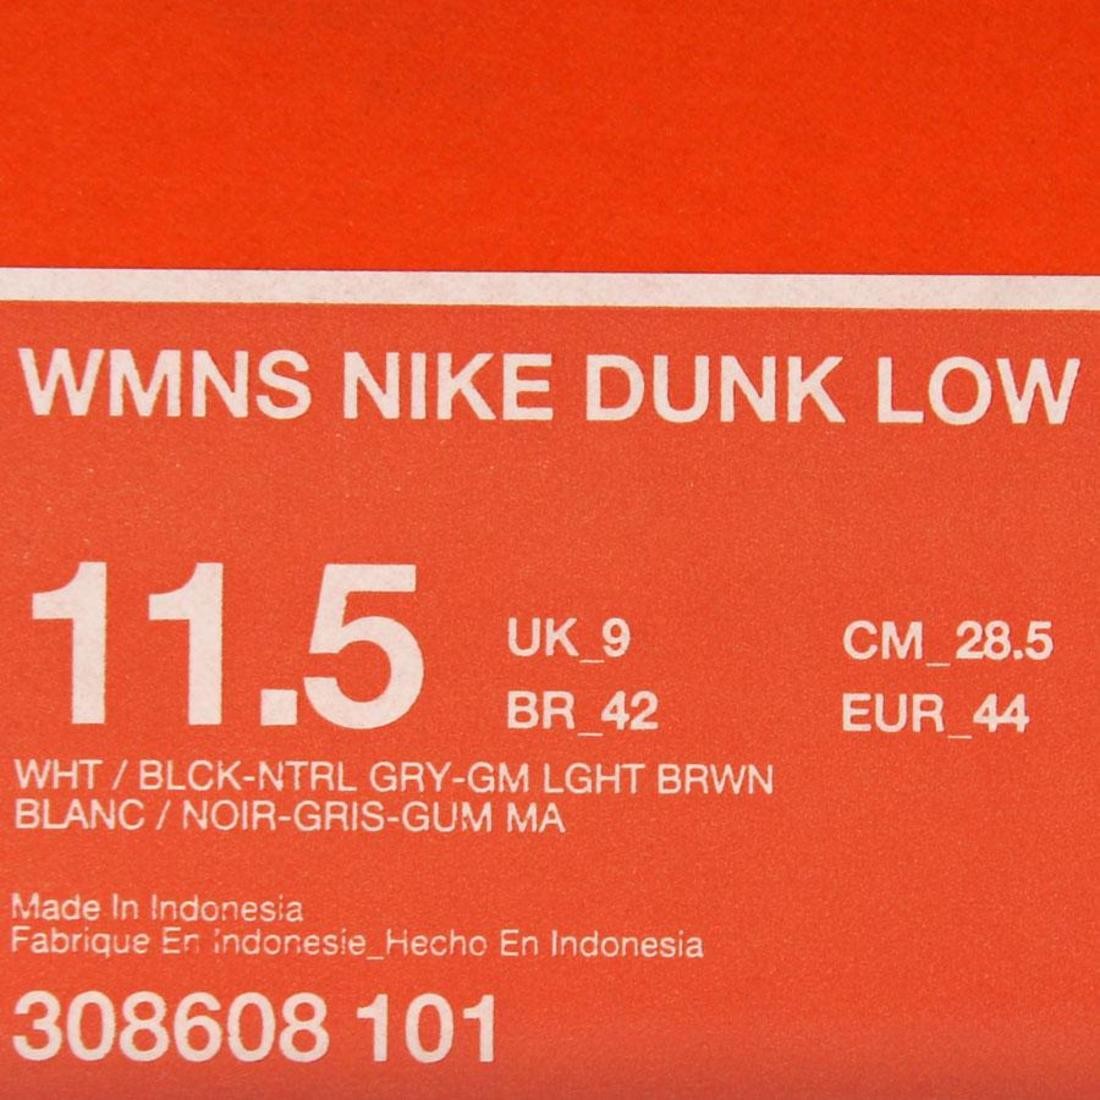 WMNS NIKE DUNK LOW
11.5 UK_9 CM_28.5
BR_42 EUR_44
WHT / BLCK-NTRL GRY-GM LGHT BRWN
BLANC / NOIR-GRIS-GUM MA
Made In Indonesia
Fabrique En Indonesie_Hecho En Indonesia
308608 101